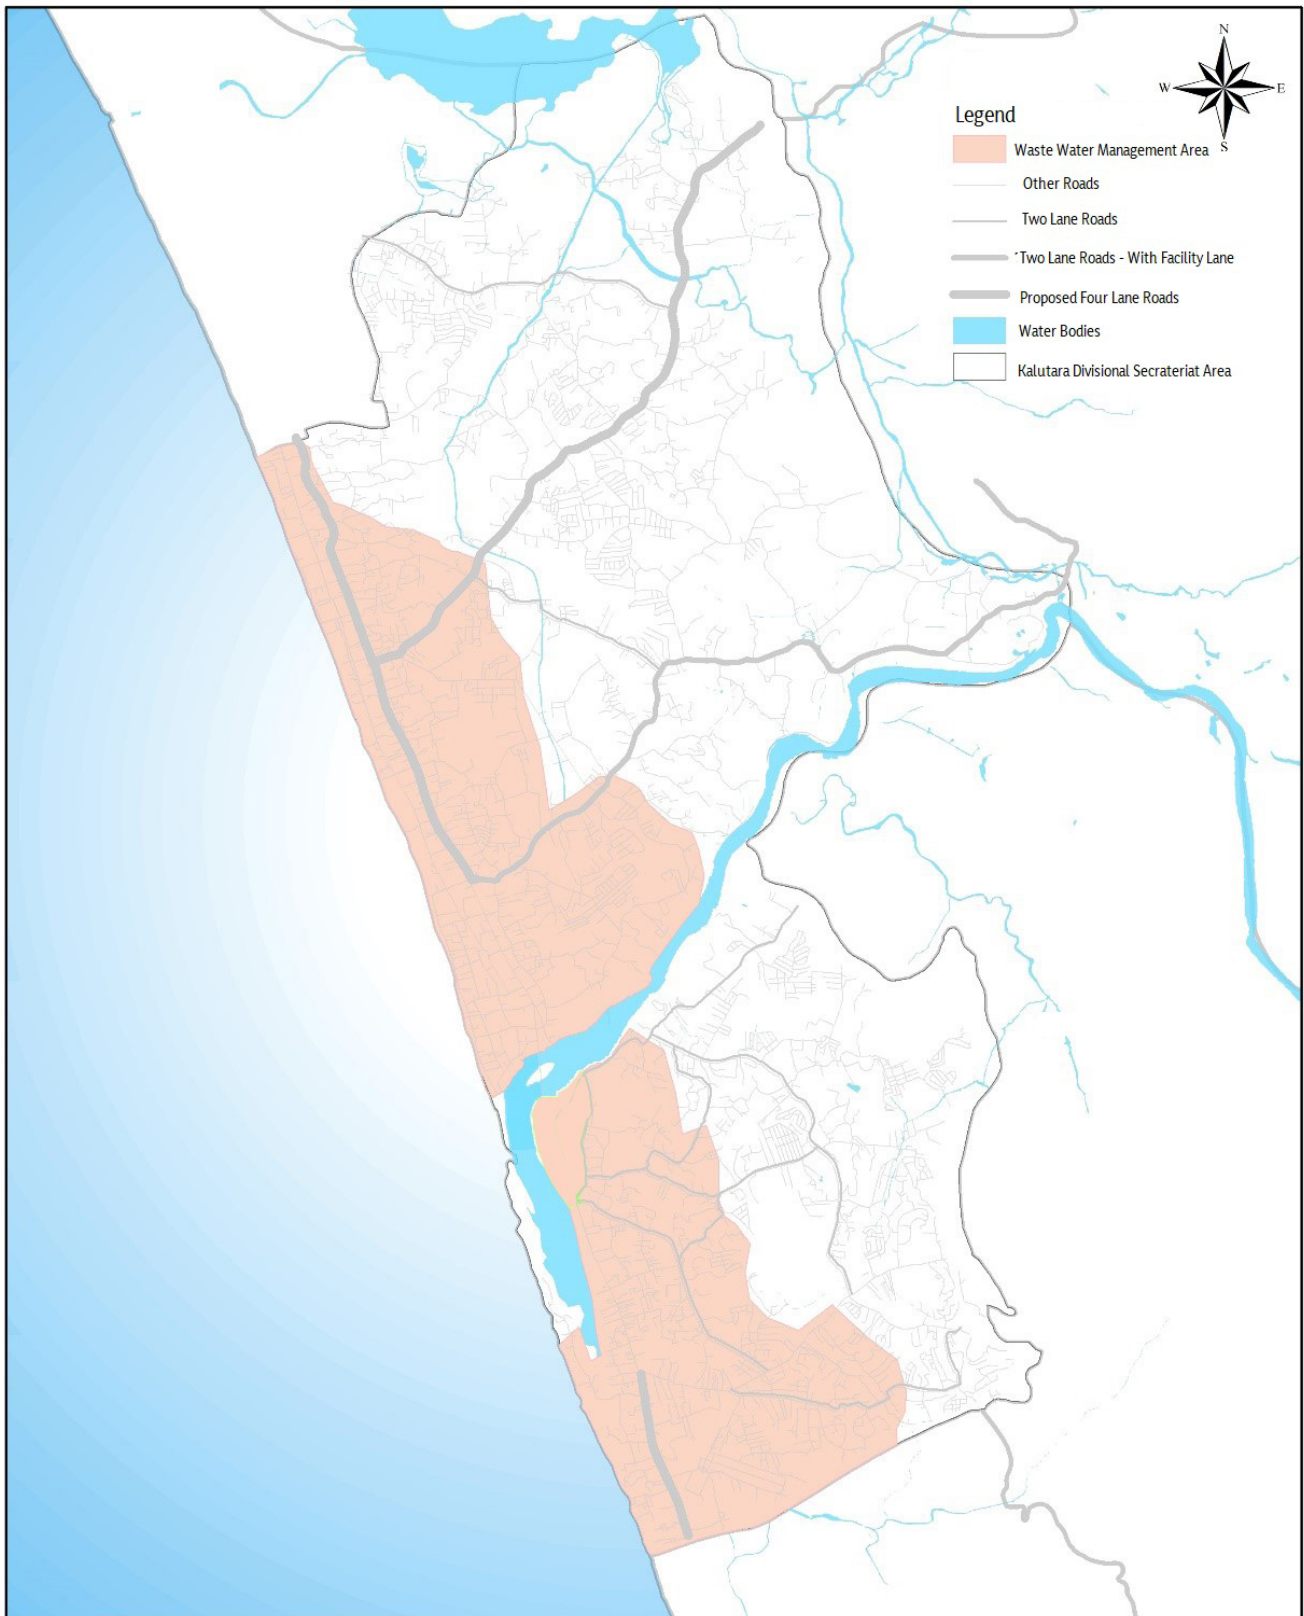 N
W E
S
Legend
Waste Water Management Area
Other Roads
Two Lane Roads
*Two Lane Roads - With Facility Lane
Proposed Four Lane Roads
Water Bodies
Kalutara Divisional Secrateriat Area